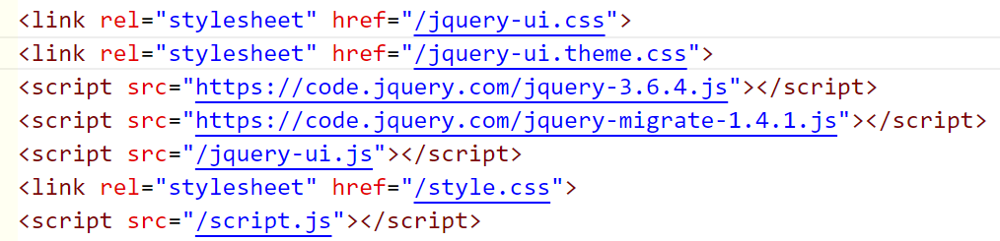 <link rel="stylesheet" href="/jquery-ui.css">
<link rel="stylesheet" href="/jquery-ui.theme.css">
<script src="https://code.jquery.com/jquery-3.6.4.js"></script>
<script src="https://code.jquery.com/jquery-migrate-1.4.1.js"></script>
<script src="/jquery-ui.js"></script>
<link rel="stylesheet" href="/style.css">
<script src="/script.js"></script>